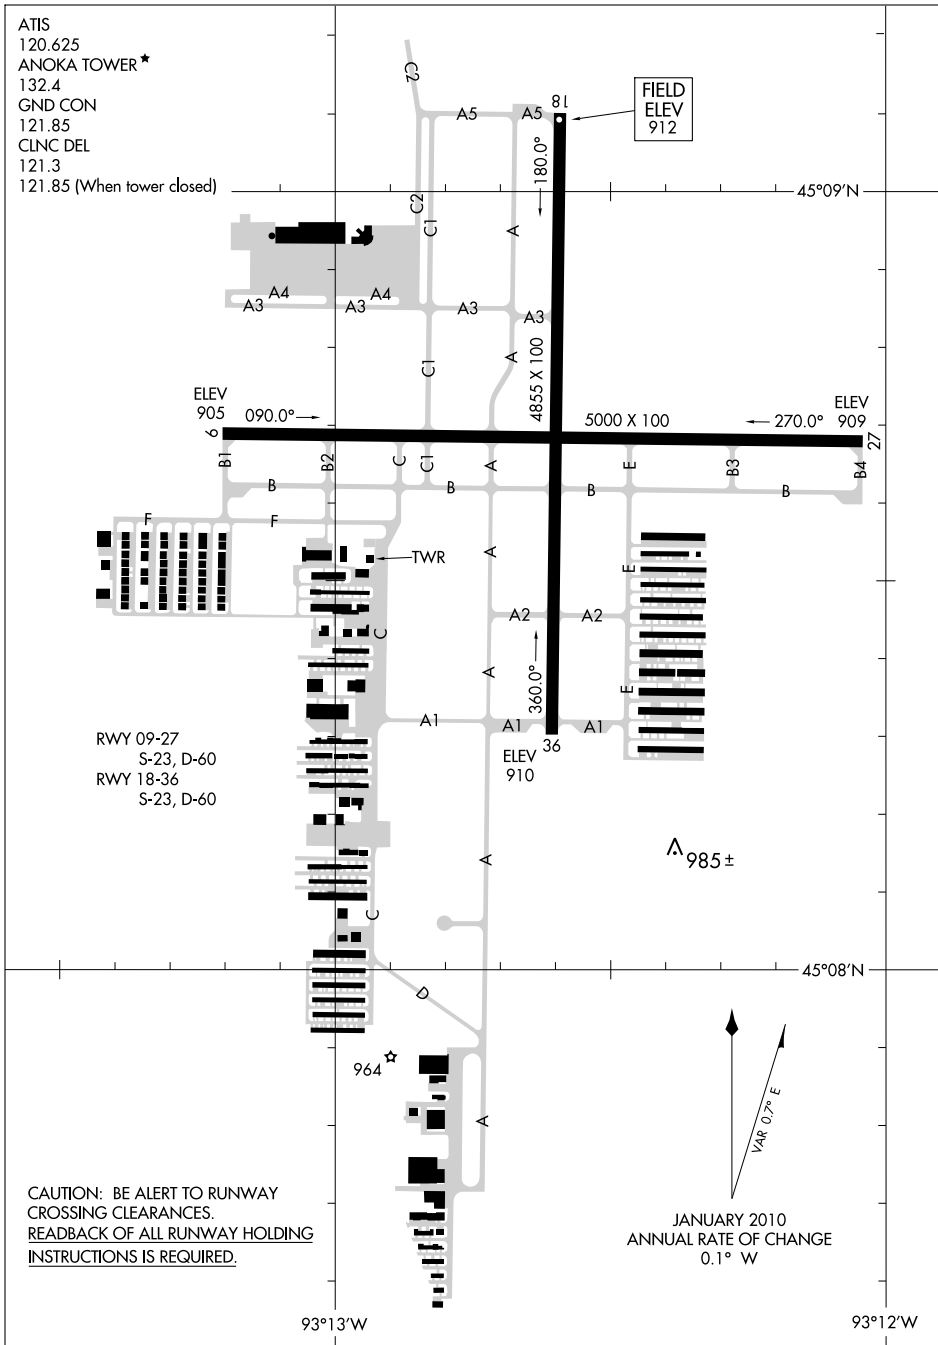 ATIS
120.625
ANOKA TOWER★
132.4
GND CON
121.85
CLNC DEL
121.3
121.85 (When tower closed)
C2
A5
A5
18
FIELD
ELEV
912
180.0°
45°09'N
C2
C1
A
A4
A4
A3
A3
A3
A3
A
C1
4855 X 100
ELEV
905
090.0°
5000 X 100
270.0°
ELEV
909
9
27
B1
B2
C
C1
A
E
B3
B4
B
B
B
B
F
F
TWR
A
E
A2
A2
C
360.0°
A
E
A1
A1
A1
36
ELEV
910
RWY 09-27
S-23, D-60
RWY 18-36
S-23, D-60
985±
A
C
45°08'N
D
964
A
VAR 0.7° E
CAUTION: BE ALERT TO RUNWAY
CROSSING CLEARANCES.
READBACK OF ALL RUNWAY HOLDING
INSTRUCTIONS IS REQUIRED.
JANUARY 2010
ANNUAL RATE OF CHANGE
0.1° W
93°13'W
93°12'W